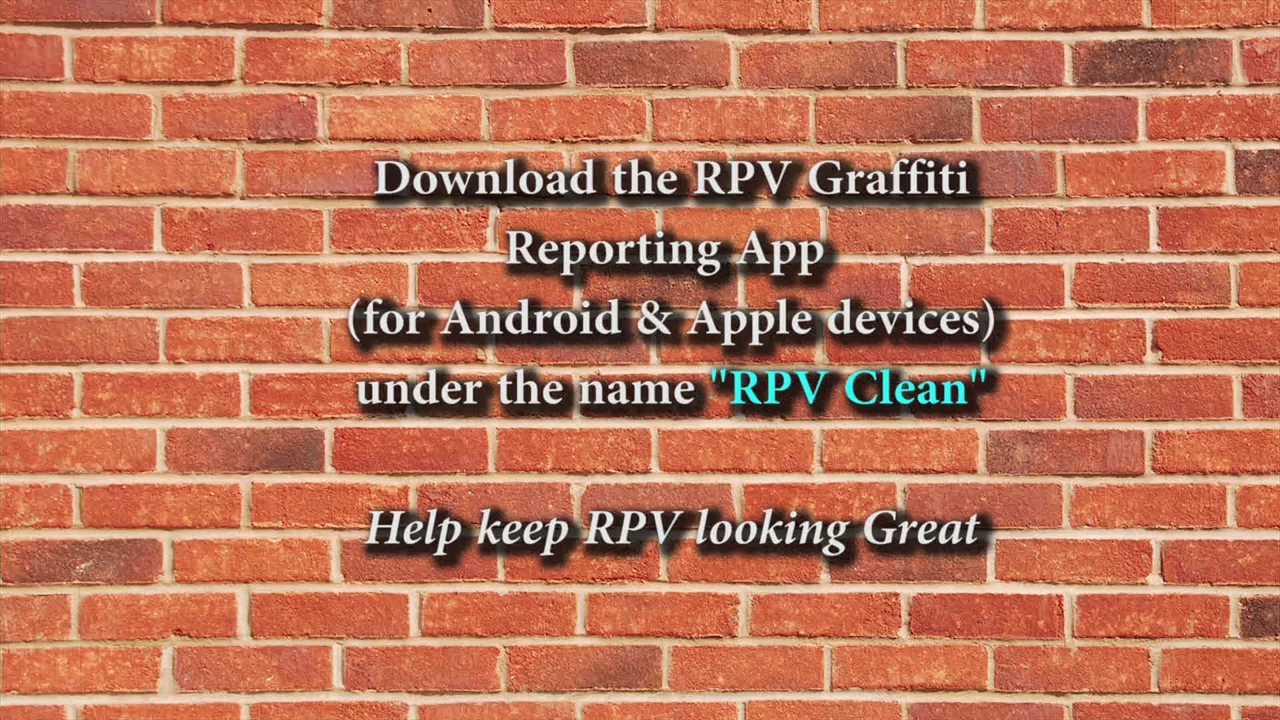 Download the RPV Graffiti
Reporting App
(for Android & Apple devices)
under the name "RPV Clean"
Help keep RPV looking Great